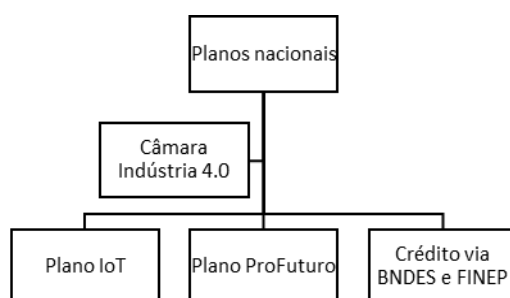 Planos nacionais
Câmara
Indústria 4.0
Plano IoT
Plano ProFuturo
Crédito via
BNDES e FINEP